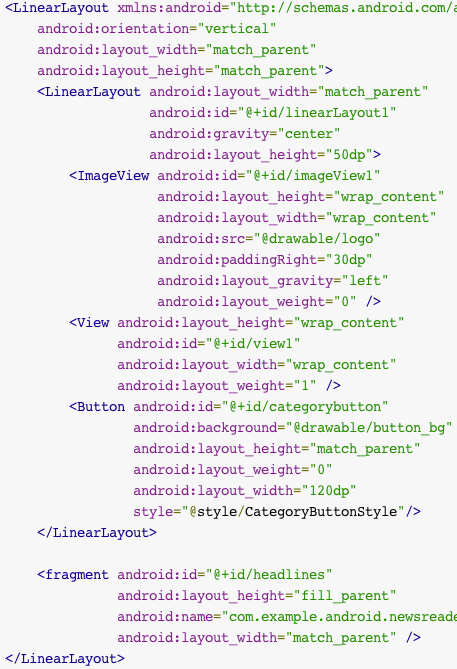 <LinearLayout xmlns:android="http://schemas.android.com/a
    android:orientation="vertical"
    android:layout_width="match_parent"
    android:layout_height="match_parent">
    <LinearLayout android:layout_width="match_parent"
                  android:id="@+id/linearLayout1"
                  android:gravity="center"
                  android:layout_height="50dp">
        <ImageView android:id="@+id/imageView1"
                   android:layout_height="wrap_content"
                   android:layout_width="wrap_content"
                   android:src="@drawable/logo"
                   android:paddingRight="30dp"
                   android:layout_gravity="left"
                   android:layout_weight="0" />
        <View android:layout_height="wrap_content"
              android:id="@+id/view1"
              android:layout_width="wrap_content"
              android:layout_weight="1" />
        <Button android:id="@+id/categorybutton"
                android:background="@drawable/button_bg"
                android:layout_height="match_parent"
                android:layout_weight="0"
                android:layout_width="120dp"
                style="@style/CategoryButtonStyle"/>
    </LinearLayout>

    <fragment android:id="@+id/headlines"
              android:layout_height="fill_parent"
              android:name="com.example.android.newsreade
              android:layout_width="match_parent" />
</LinearLayout>